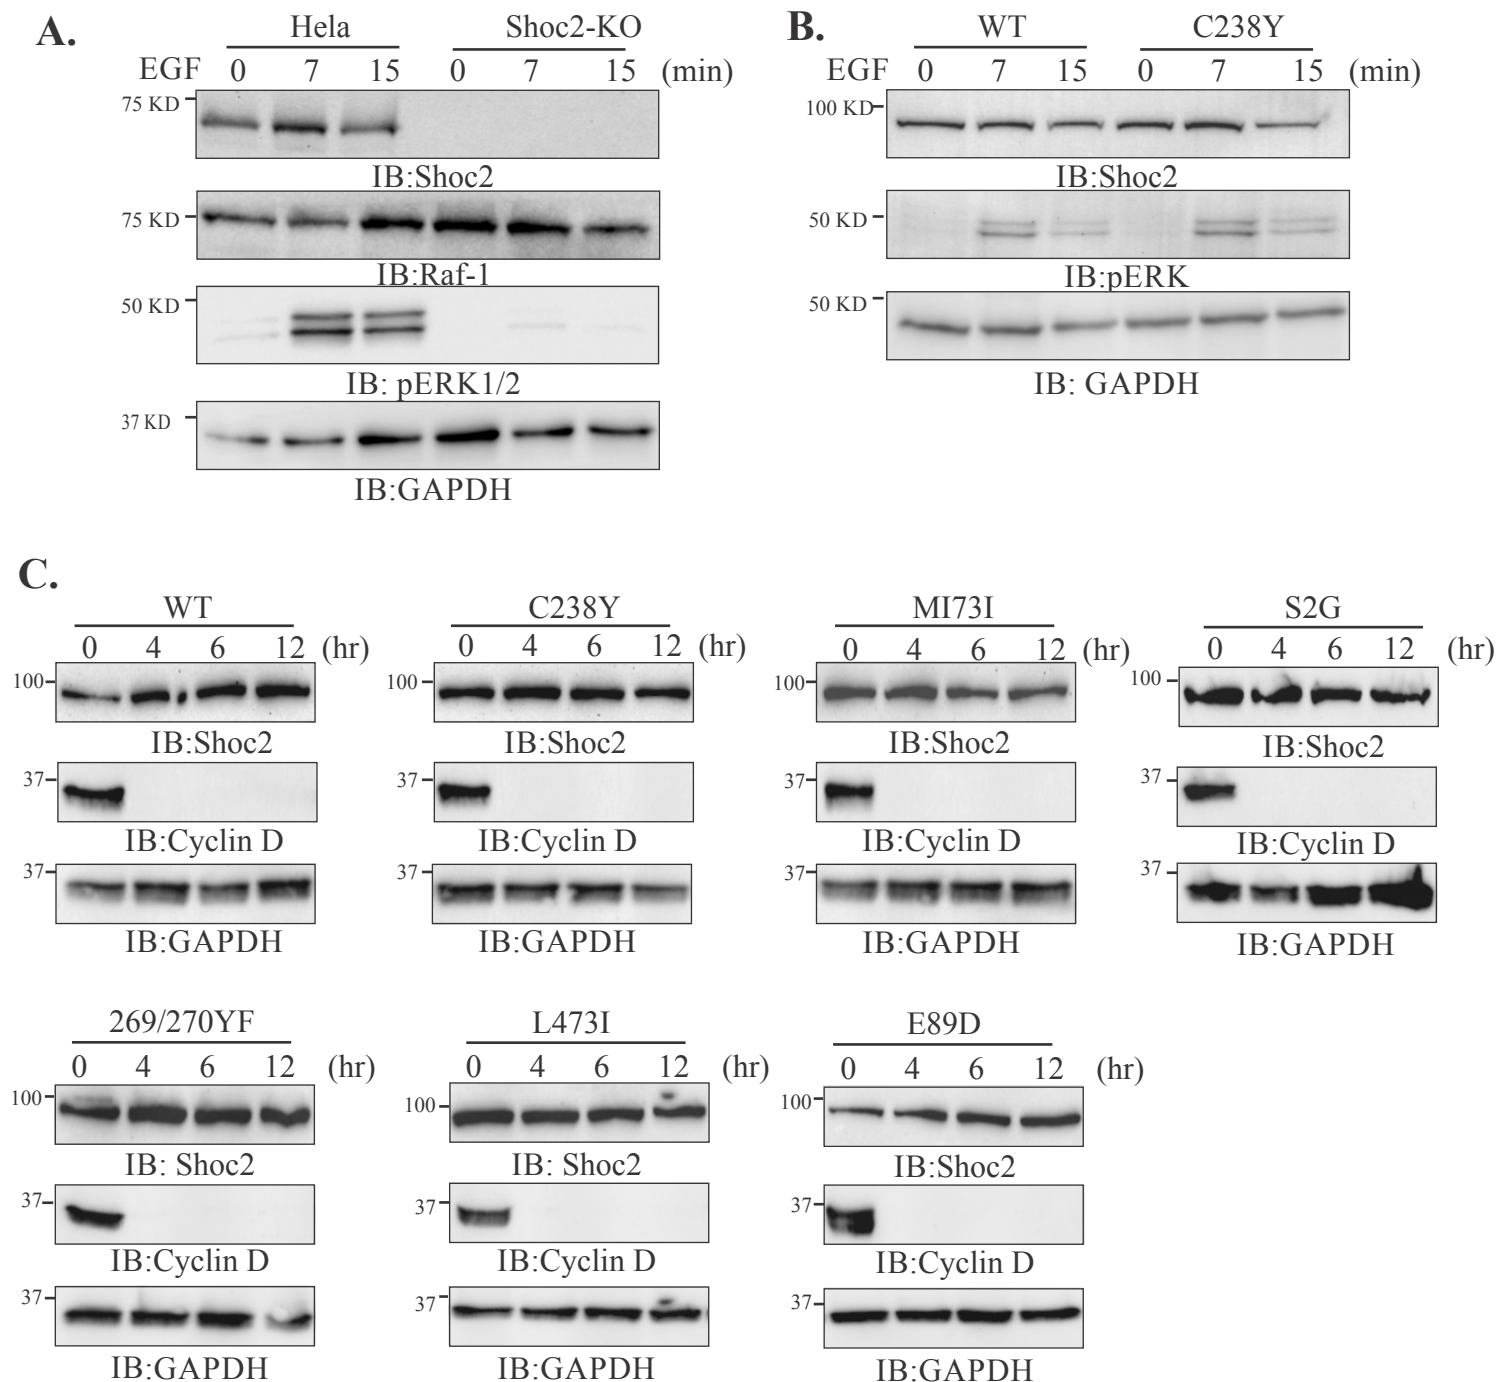 A.
Hela Shoc2-KO
EGF 0 7 15 0 7 15 (min)
75 KD
IB:Shoc2
75 KD
IB:Raf-1
50 KD
IB: pERK1/2
37 KD
IB:GAPDH
B.
WT C238Y
EGF 0 7 15 0 7 15 (min)
100 KD
IB:Shoc2
50 KD
IB:pERK
50 KD
IB: GAPDH
C.
WT
0 4 6 12 (hr)
100
IB:Shoc2
37
IB:Cyclin D
37
IB:GAPDH
C238Y
0 4 6 12 (hr)
100
IB:Shoc2
37
IB:Cyclin D
37
IB:GAPDH
MI73I
0 4 6 12 (hr)
100
IB:Shoc2
37
IB:Cyclin D
37
IB:GAPDH
S2G
0 4 6 12 (hr)
100
IB:Shoc2
37
IB:Cyclin D
37
IB:GAPDH
269/270YF
0 4 6 12 (hr)
100
IB: Shoc2
37
IB:Cyclin D
37
IB:GAPDH
L473I
0 4 6 12 (hr)
100
IB: Shoc2
37
IB:Cyclin D
37
IB:GAPDH
E89D
0 4 6 12 (hr)
100
IB:Shoc2
37
IB:Cyclin D
37
IB:GAPDH